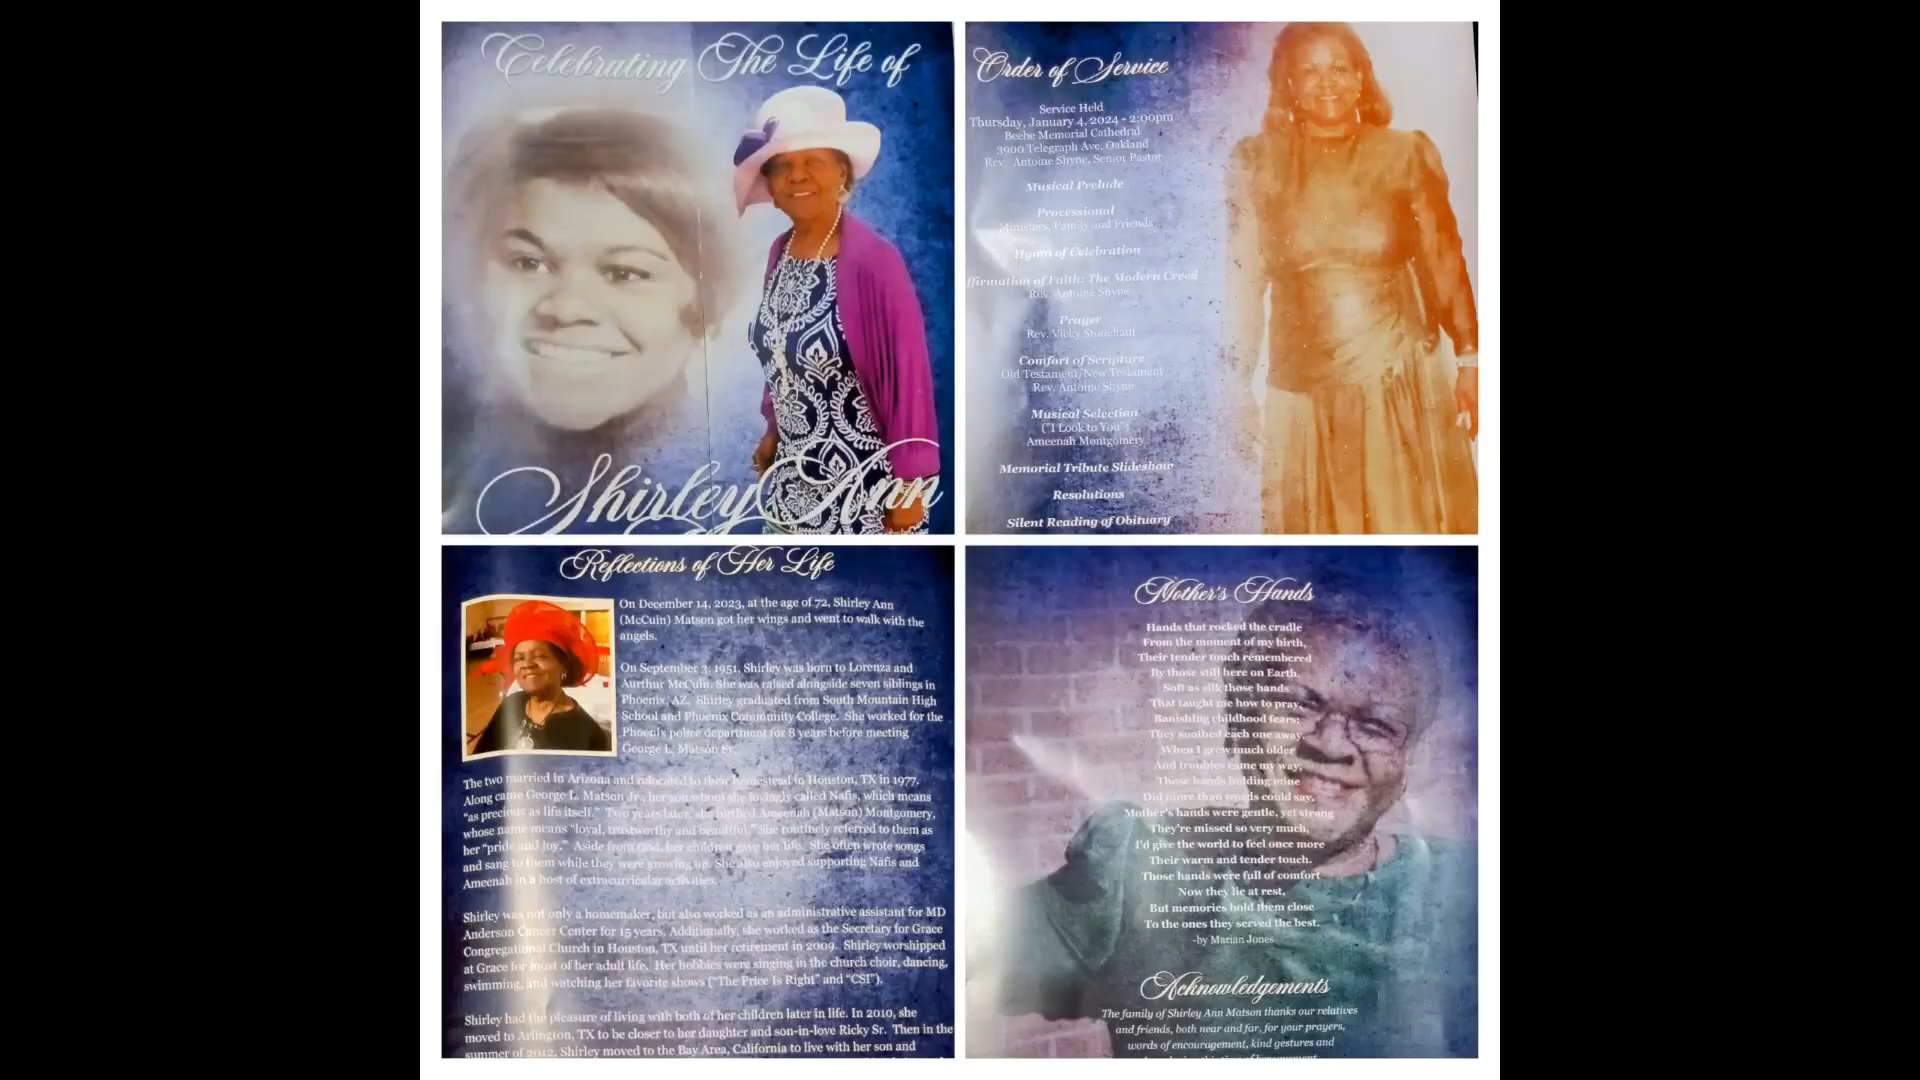 Celebrating The Life of
Shirley Ann
Order of Service
Service Held
Thursday, January 4, 2024 - 2:00pm
Beebe Memorial Cathedral
3900 Telegraph Ave, Oakland
Rev. Antoine Shyne, Senior Pastor
Musical Prelude
Processional
Ministers, Family and Friends
Hymn of Celebration
ffirmation of Faith: The Modern Creed
Rev. Antoine Shyne
Prayer
Rev. Vicky Stoneham
Comfort of Scripture
Old Testament/New Testament
Rev. Antoine Shyne
Musical Selection
("I Look to You")
Ameenah Montgomery
Memorial Tribute Slideshow
Resolutions
Silent Reading of Obituary
Reflections of Her Life
On December 14, 2023, at the age of 72, Shirley Ann
(McCuin) Matson got her wings and went to walk with the
angels.
On September 3, 1951, Shirley was born to Lorenza and
Aurthur McCuin. She was raised alongside seven siblings in
Phoenix, AZ. Shirley graduated from South Mountain High
School and Phoenix Community College. She worked for the
Phoenix police department for 8 years before meeting
George L. Matson Sr.
The two married in Arizona and relocated to their homestead in Houston, TX in 1977.
Along came George L. Matson Jr., her son whom she lovingly called Nafis, which means
"as precious as life itself." Two years later, she birthed Ameenah (Matson) Montgomery,
whose name means "loyal, trustworthy and beautiful." She routinely referred to them as
her "pride and joy." Aside from God, her children gave her life. She often wrote songs
and sang to them while they were growing up. She also enjoyed supporting Nafis and
Ameenah in a host of extracurricular activities.
Shirley was not only a homemaker, but also worked as an administrative assistant for MD
Anderson Cancer Center for 15 years. Additionally, she worked as the Secretary for Grace
Congregational Church in Houston, TX until her retirement in 2009. Shirley worshipped
at Grace for most of her adult life. Her hobbies were singing in the church choir, dancing,
swimming, and watching her favorite shows ("The Price Is Right" and "CSI").
Shirley had the pleasure of living with both of her children later in life. In 2010, she
moved to Arlington, TX to be closer to her daughter and son-in-love Ricky Sr. Then in the
summer of 2012, Shirley moved to the Bay Area, California to live with her son and
Mother's Hands
Hands that rocked the cradle
From the moment of my birth,
Their tender touch remembered
By those still here on Earth.
Soft as silk those hands
That taught me how to pray,
Banishing childhood fears;
They soothed each one away.
When I grew much older
And troubles came my way,
Those hands holding mine
Did more than words could say,
Mother's hands were gentle, yet strong
They're missed so very much,
I'd give the world to feel once more
Their warm and tender touch.
Those hands were full of comfort
Now they lie at rest,
But memories hold them close
To the ones they served the best.
-by Marian Jones
Acknowledgements
The family of Shirley Ann Matson thanks our relatives
and friends, both near and far, for your prayers,
words of encouragement, kind gestures and